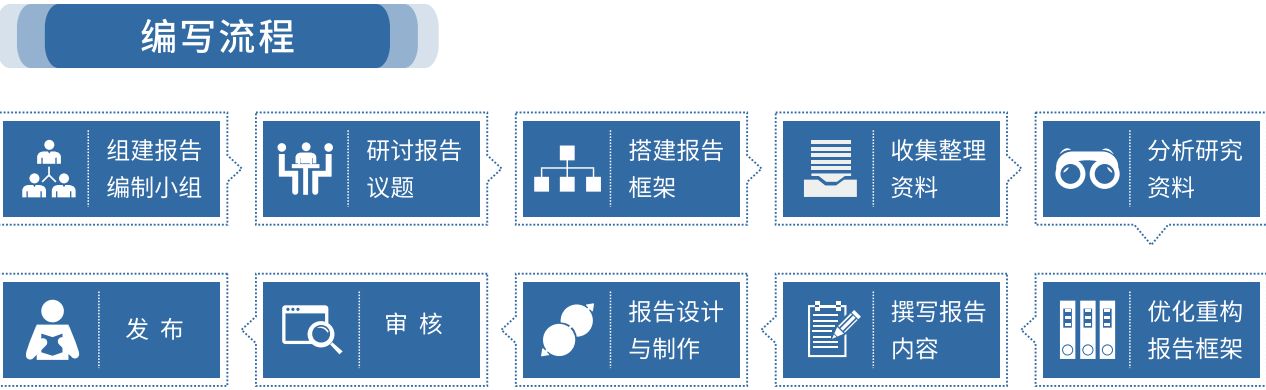 编写流程
组建报告
编制小组
研讨报告
议题
搭建报告
框架
收集整理
资料
分析研究
资料
优化重构
报告框架
撰写报告
内容
报告设计
与制作
审 核
发 布